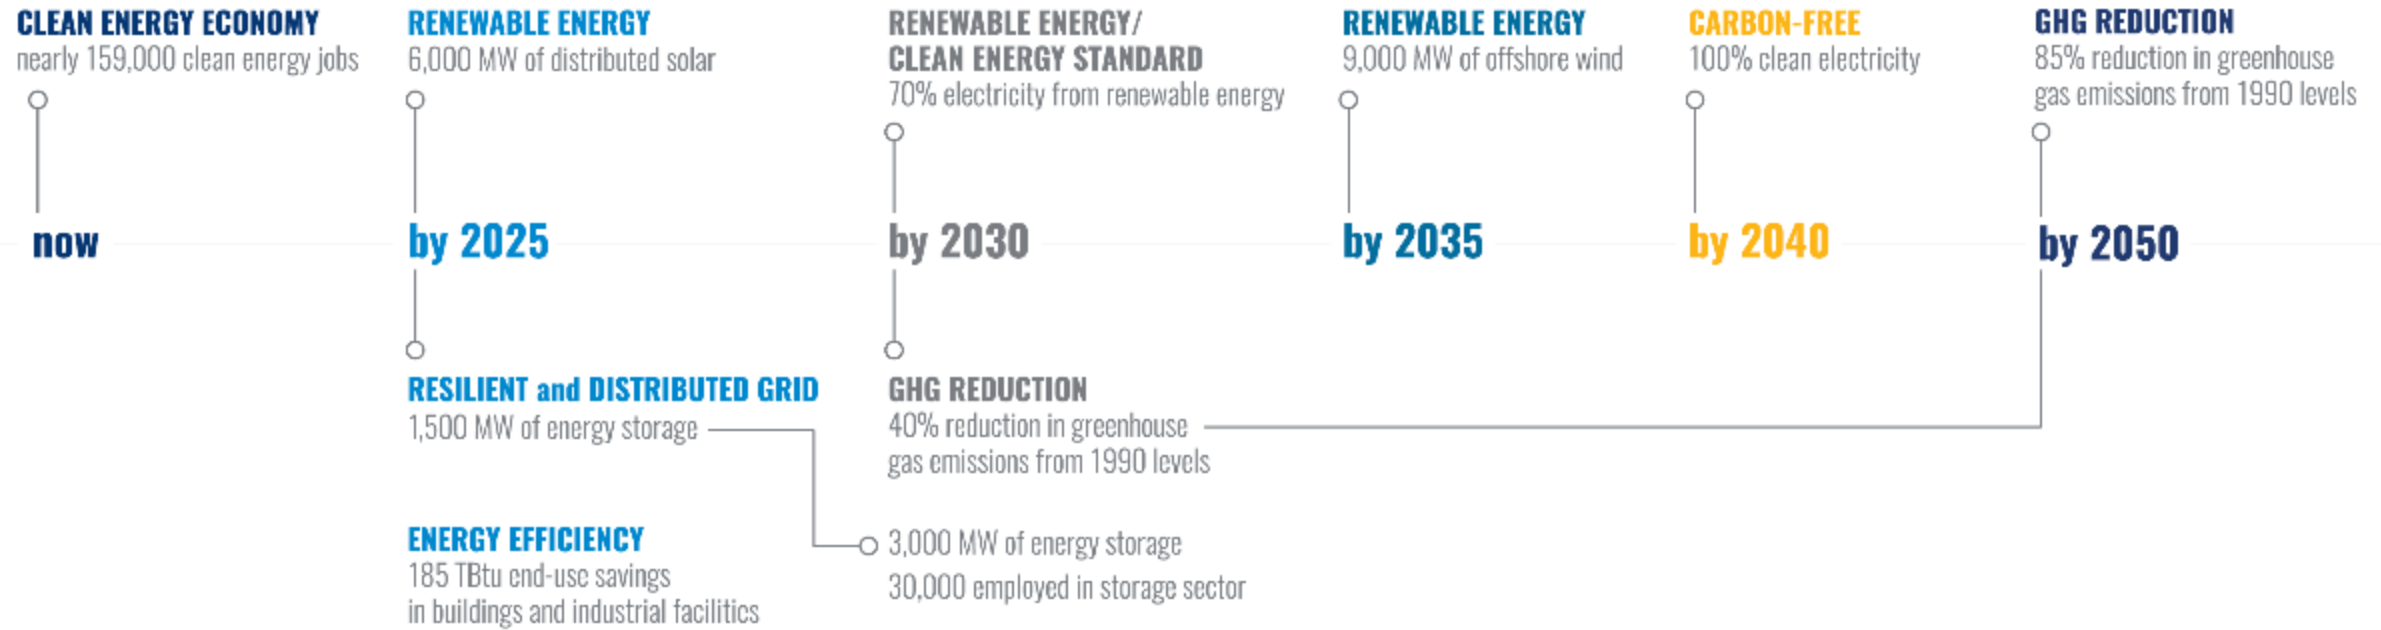 CLEAN ENERGY ECONOMY
nearly 159,000 clean energy jobs
RENEWABLE ENERGY
6,000 MW of distributed solar
RENEWABLE ENERGY/
CLEAN ENERGY STANDARD
70% electricity from renewable energy
RENEWABLE ENERGY
9,000 MW of offshore wind
CARBON-FREE
100% clean electricity
GHG REDUCTION
85% reduction in greenhouse
gas emissions from 1990 levels
now
by 2025
by 2030
by 2035
by 2040
by 2050
RESILIENT and DISTRIBUTED GRID
1,500 MW of energy storage
ENERGY EFFICIENCY
185 TBtu end-use savings
in buildings and industrial facilities
GHG REDUCTION
40% reduction in greenhouse
gas emissions from 1990 levels
3,000 MW of energy storage
30,000 employed in storage sector